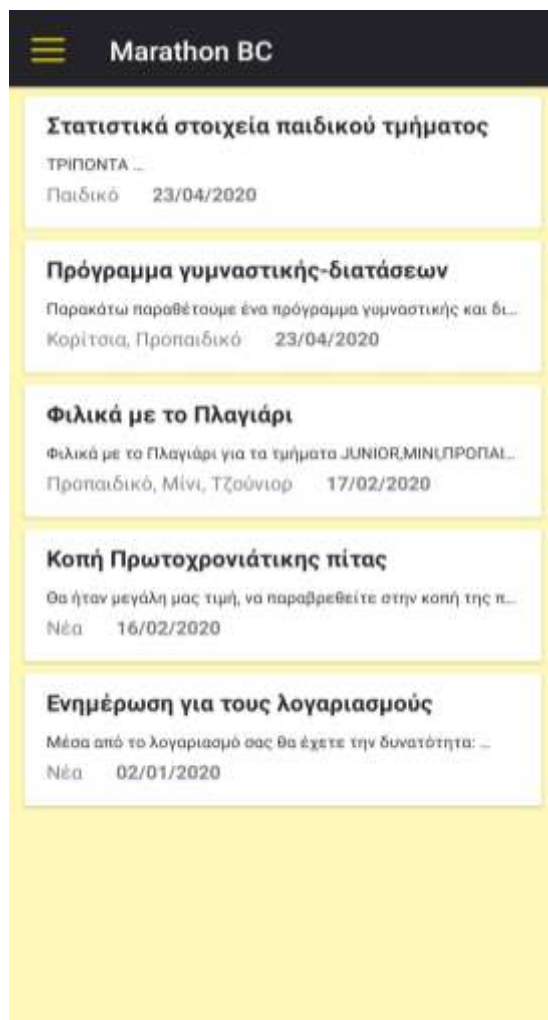 Marathon BC
Στατιστικά στοιχεία παιδικού τμήματος
ΤΡΙΠΟΝΤΑ ...
Παιδικό 23/04/2020
Πρόγραμμα γυμναστικής-διατάσεων
Παρακάτω παραθέτουμε ένα πρόγραμμα γυμναστικής και δι...
Κορίτσια, Προπαιδικό 23/04/2020
Φιλικά με το Πλαγιάρι
Φιλικά με το Πλαγιάρι για τα τμήματα JUNIOR,MINI,ΠΡΟΠΑΙ...
Προπαιδικό, Μίνι, Τζούνιορ 17/02/2020
Κοπή Πρωτοχρονιάτικης πίτας
Θα ήταν μεγάλη μας τιμή, να παραβρεθείτε στην κοπή της π...
Νέα 16/02/2020
Ενημέρωση για τους λογαριασμούς
Μέσα από το λογαριασμό σας θα έχετε την δυνατότητα: ...
Νέα 02/01/2020